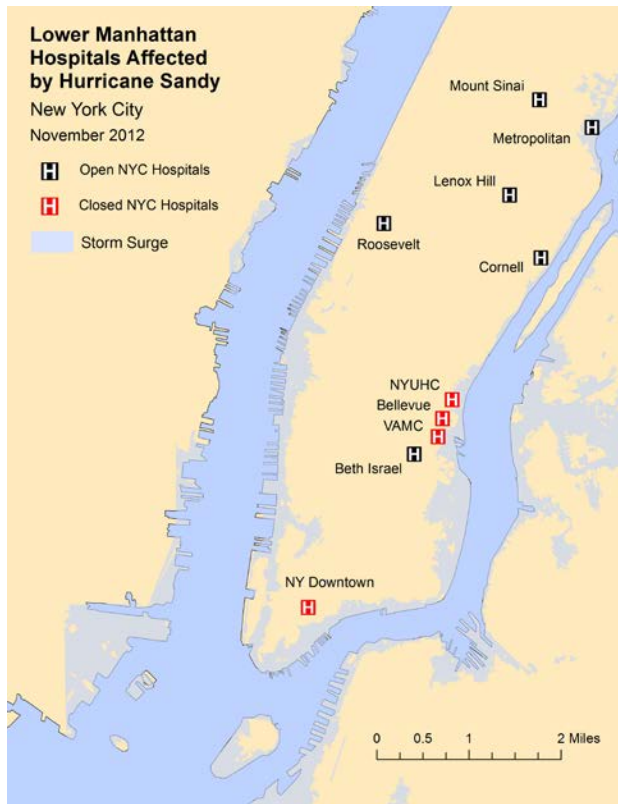 Lower Manhattan
Hospitals Affected
by Hurricane Sandy
New York City
November 2012
Open NYC Hospitals
Closed NYC Hospitals
Storm Surge
Mount Sinai
Metropolitan
Lenox Hill
Roosevelt
Cornell
NYUHC
Bellevue
VAMC
Beth Israel
NY Downtown
0 0.5 1 2 Miles